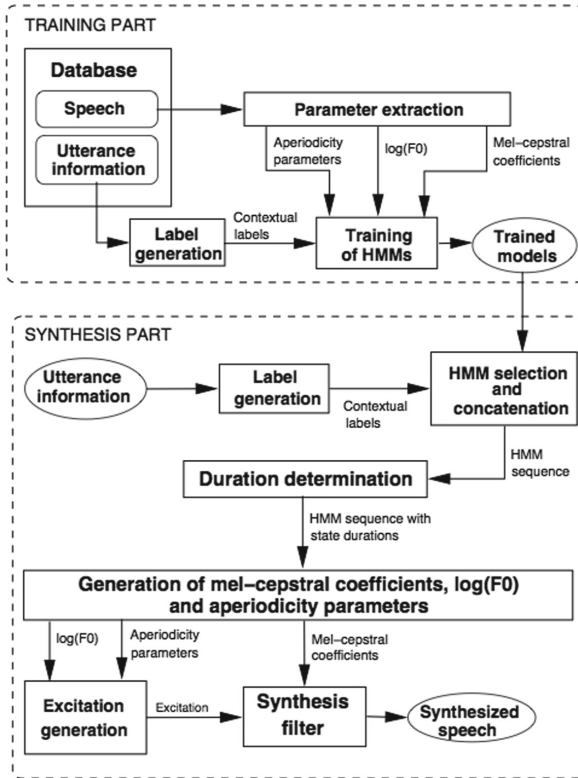 TRAINING PART
Database
Speech
Utterance
information
Parameter extraction
Aperiodicity
parameters
log(F0)
Mel–cepstral
coefficients
Label
generation
Contextual
labels
Training
of HMMs
Trained
models
SYNTHESIS PART
Utterance
information
Label
generation
Contextual
labels
HMM selection
and
concatenation
HMM
sequence
Duration determination
HMM sequence with
state durations
Generation of mel–cepstral coefficients, log(F0)
and aperiodicity parameters
log(F0)
Aperiodicity
parameters
Mel–cepstral
coefficients
Excitation
generation
Excitation
Synthesis
filter
Synthesized
speech